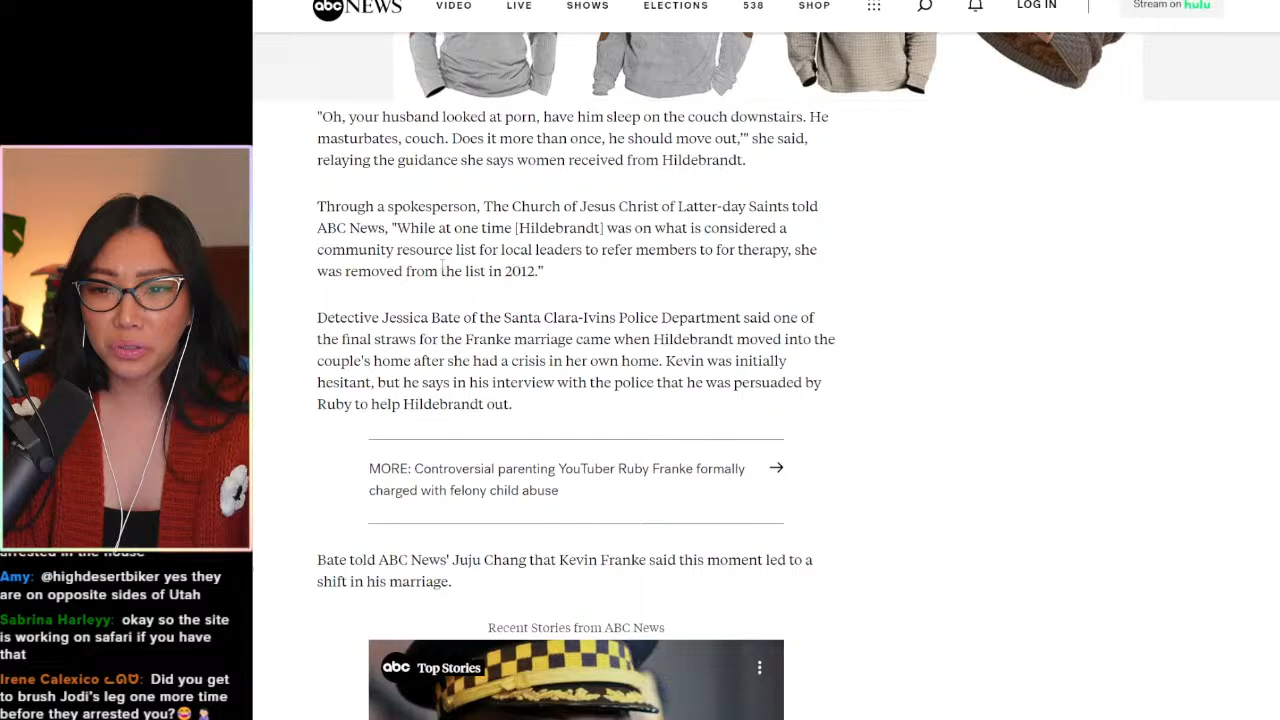 abc NEWS VIDEO LIVE SHOWS ELECTIONS 538 SHOP LOG IN Stream on hulu
"Oh, your husband looked at porn, have him sleep on the couch downstairs. He
masturbates, couch. Does it more than once, he should move out,'" she said,
relaying the guidance she says women received from Hildebrandt.
Through a spokesperson, The Church of Jesus Christ of Latter-day Saints told
ABC News, "While at one time [Hildebrandt] was on what is considered a
community resource list for local leaders to refer members to for therapy, she
was removed from the list in 2012.”
Detective Jessica Bate of the Santa Clara-Ivins Police Department said one of
the final straws for the Franke marriage came when Hildebrandt moved into the
couple's home after she had a crisis in her own home. Kevin was initially
hesitant, but he says in his interview with the police that he was persuaded by
Ruby to help Hildebrandt out.
MORE: Controversial parenting YouTuber Ruby Franke formally
charged with felony child abuse
Bate told ABC News' Juju Chang that Kevin Franke said this moment led to a
shift in his marriage.
Recent Stories from ABC News
abc Top Stories
arrested in the house
Amy: @highdesertbiker yes they
are on opposite sides of Utah
Sabrina Harleyy: okay so the site
is working on safari if you have
that
Irene Calexico ᓚᘏᗢ: Did you get
to brush Jodi's leg one more time
before they arrested you?😅 🤦🏻‍♀️